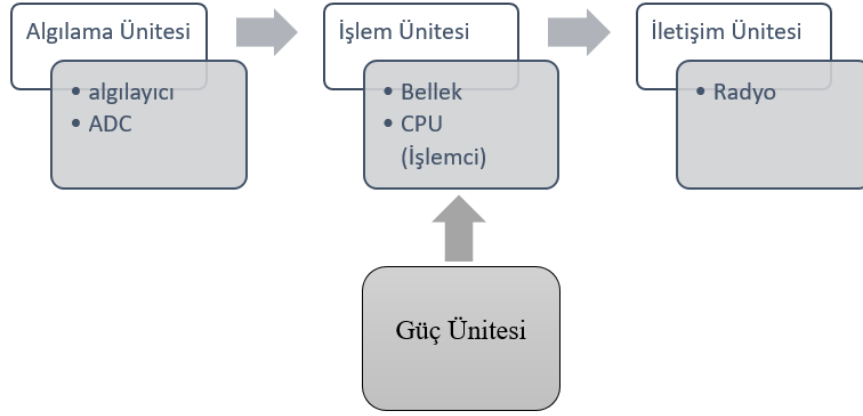 Algılama Ünitesi
• algılayıcı
• ADC
İşlem Ünitesi
• Bellek
• CPU
(İşlemci)
İletişim Ünitesi
• Radyo
Güç Ünitesi